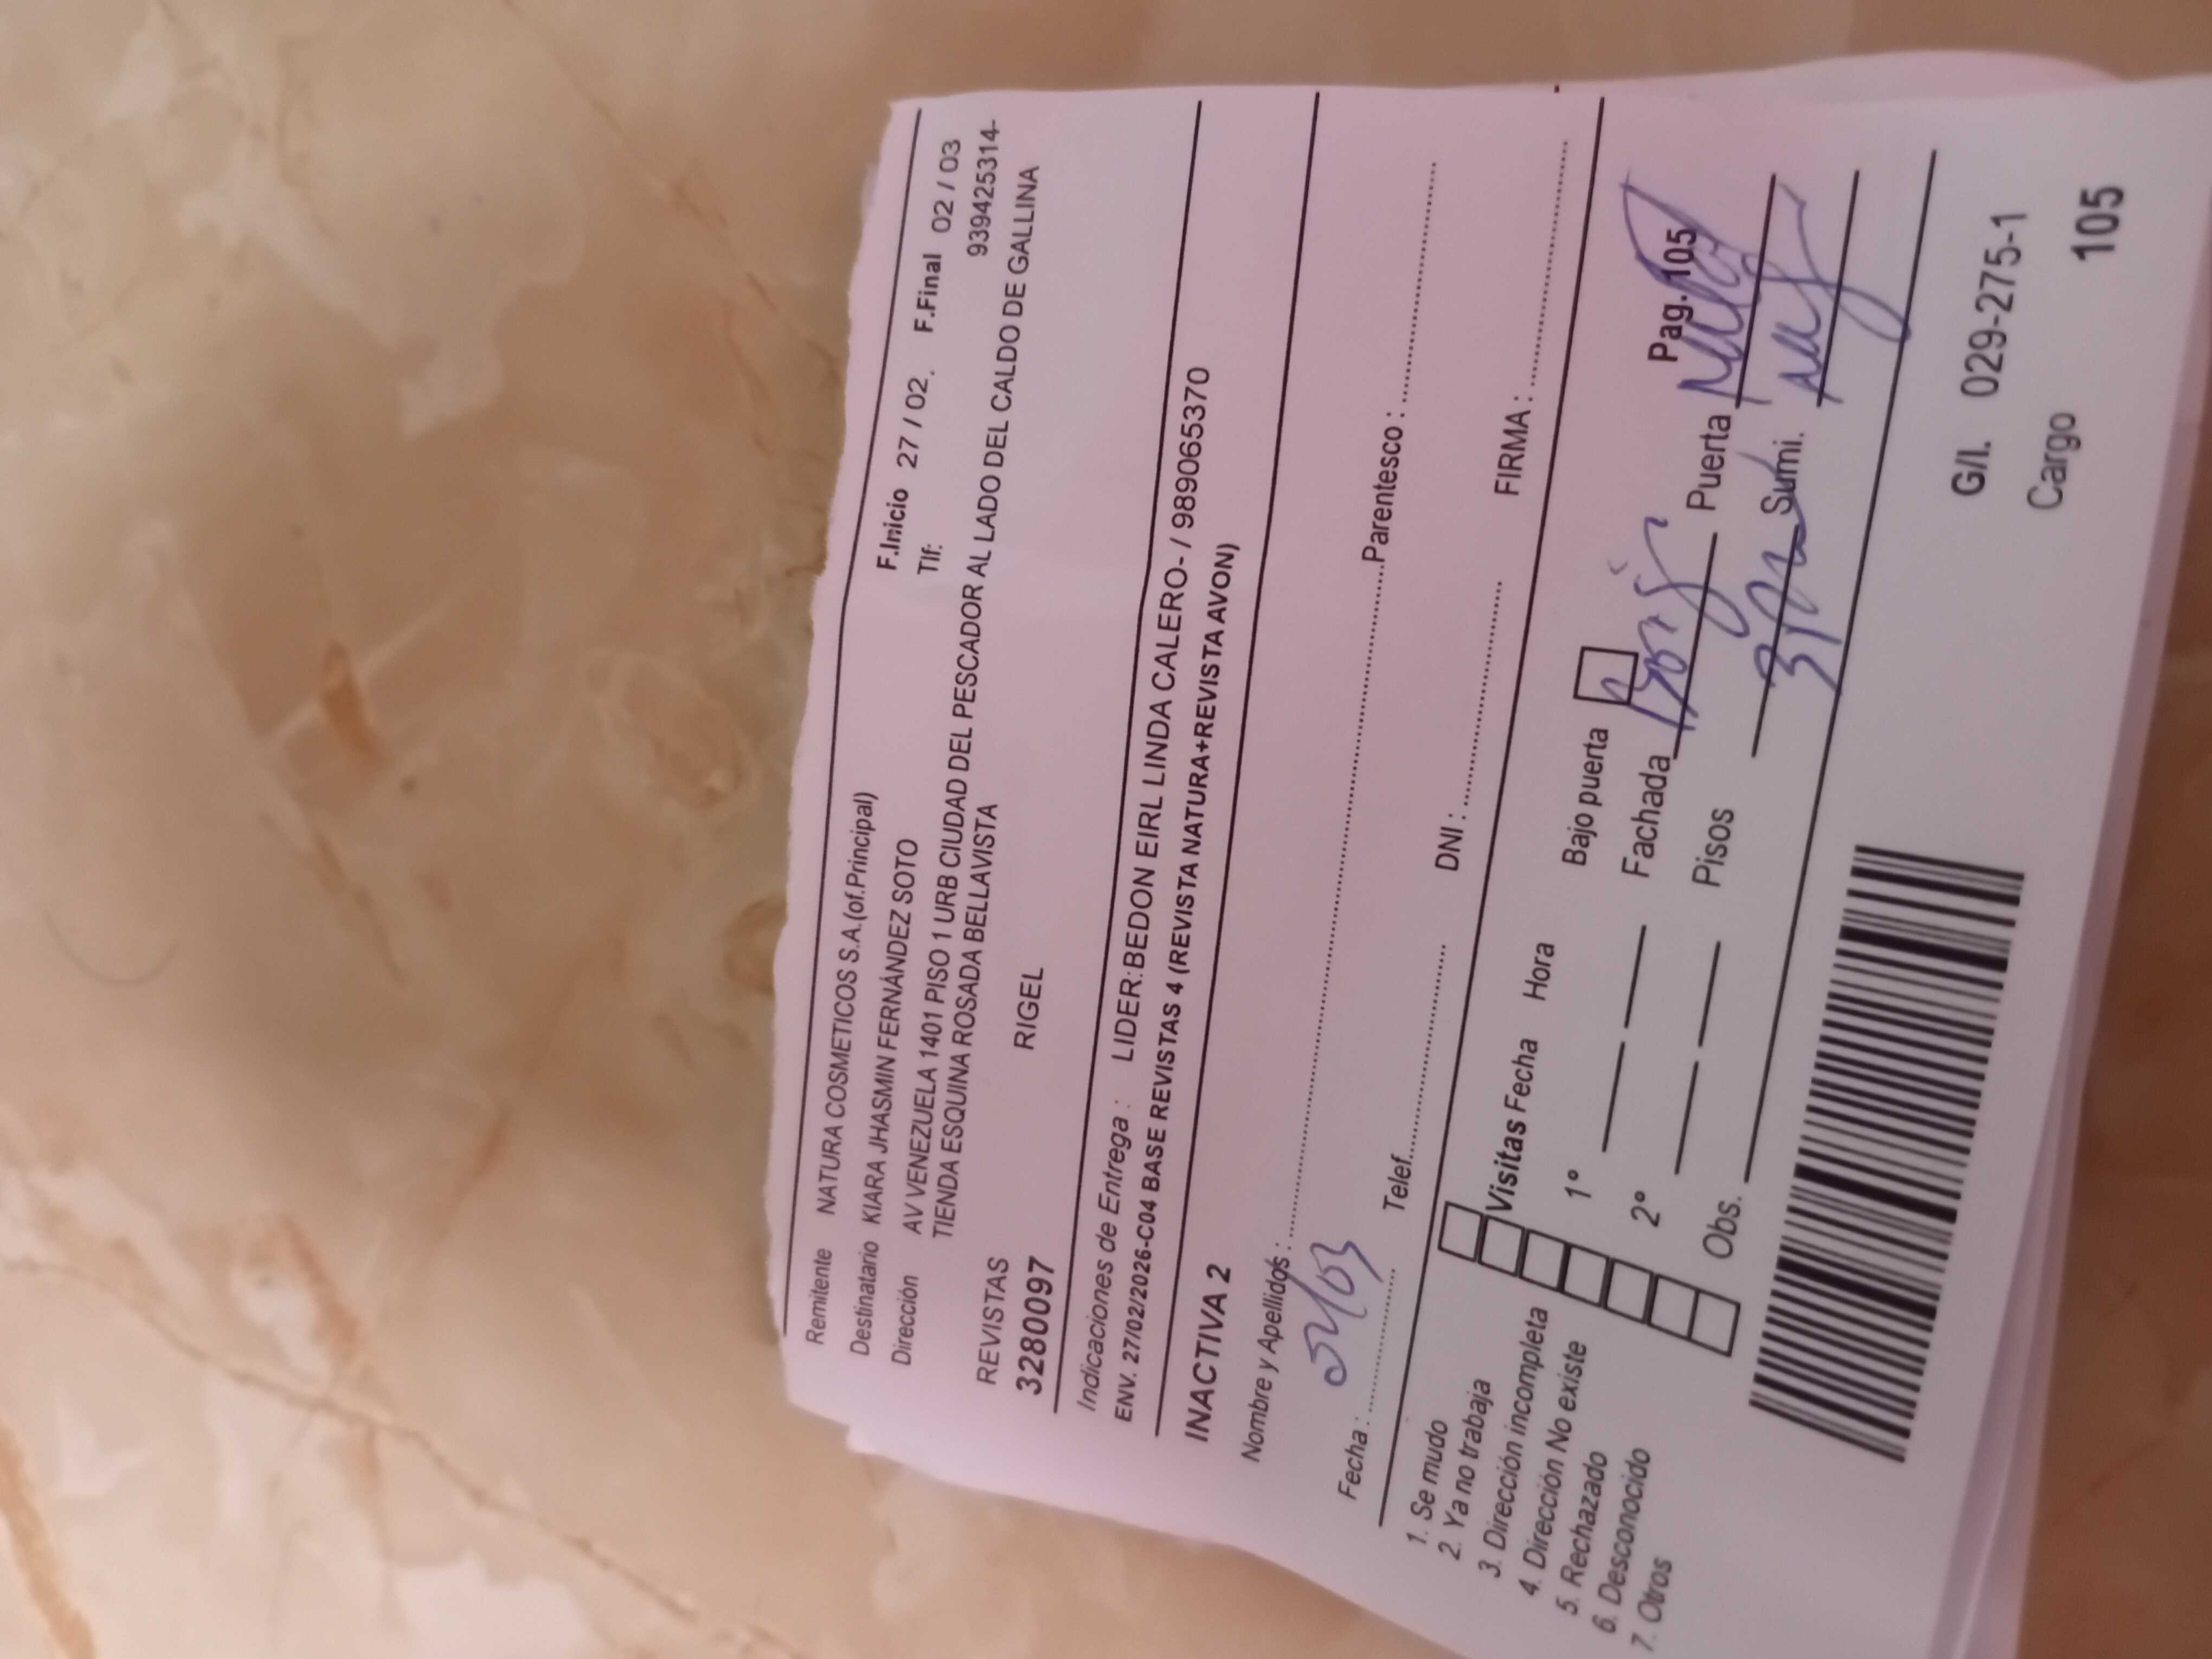 Remitente NATURA COSMETICOS S.A.(of.Principal)
Destinatario KIARA JHASMIN FERNÁNDEZ SOTO F.Inicio 27 / 02. F.Final 02 / 03
Dirección AV VENEZUELA 1401 PISO 1 URB CIUDAD DEL PESCADOR AL LADO DEL CALDO DE GALLINA Tlf: 939425314-
TIENDA ESQUINA ROSADA BELLAVISTA
REVISTAS
3280097 RIGEL
Indicaciones de Entrega : LIDER:BEDON EIRL LINDA CALERO- / 989065370
ENV. 27/02/2026-C04 BASE REVISTAS 4 (REVISTA NATURA+REVISTA AVON)
INACTIVA 2
Nombre y Apellidos : Parentesco :
Fecha : Telef. DNI : FIRMA :
1. Se mudo
2. Ya no trabaja
3. Dirección incompleta
4. Dirección No existe
5. Rechazado
6. Desconocido
7. Otros
Visitas Fecha Hora
1°
2°
Obs.
Bajo puerta Pag.105
Fachada Puerta
Pisos 3 Sumi.
G/I. 029-275-1
Cargo 105